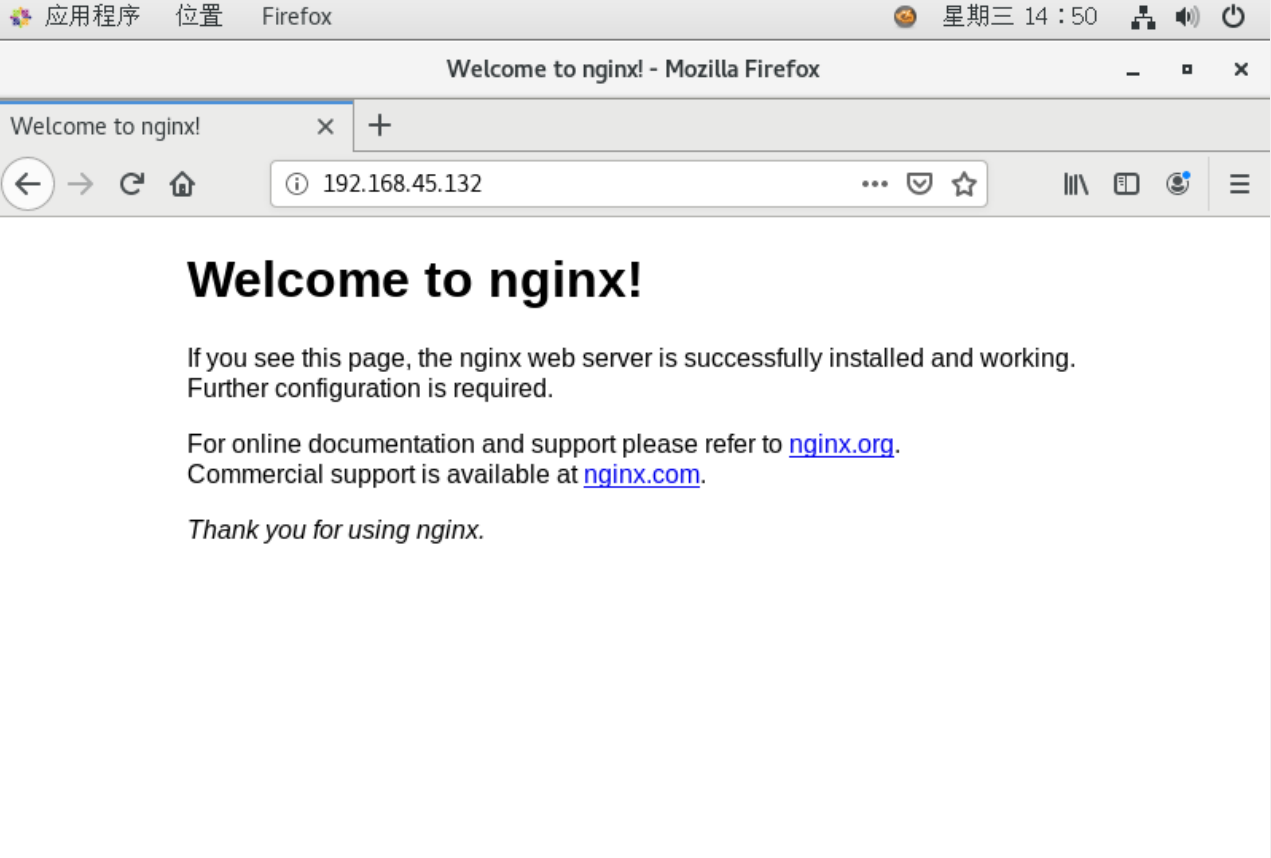 应用程序 位置 Firefox 星期三 14：50
Welcome to nginx! - Mozilla Firefox
Welcome to nginx!
192.168.45.132
Welcome to nginx!
If you see this page, the nginx web server is successfully installed and working.
Further configuration is required.
For online documentation and support please refer to nginx.org.
Commercial support is available at nginx.com.
Thank you for using nginx.